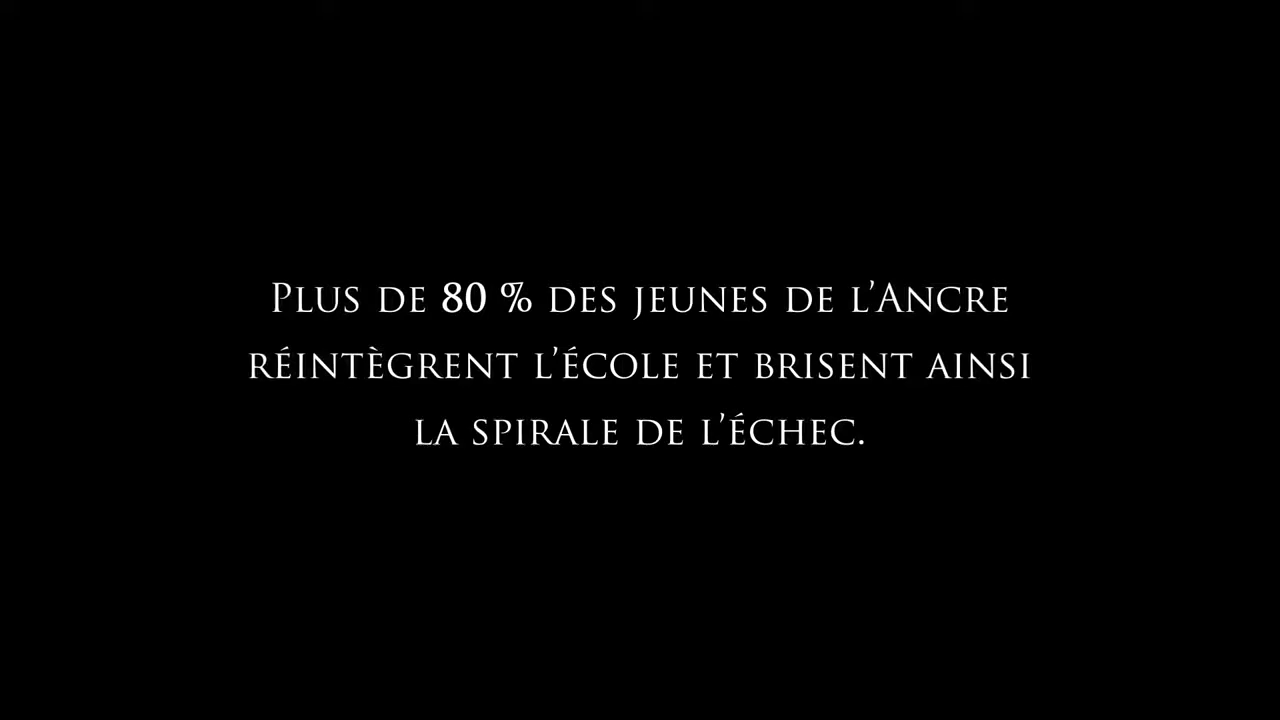 Plus de 80 % des jeunes de l’Ancre
réintègrent l’école et brisent ainsi
la spirale de l’échec.